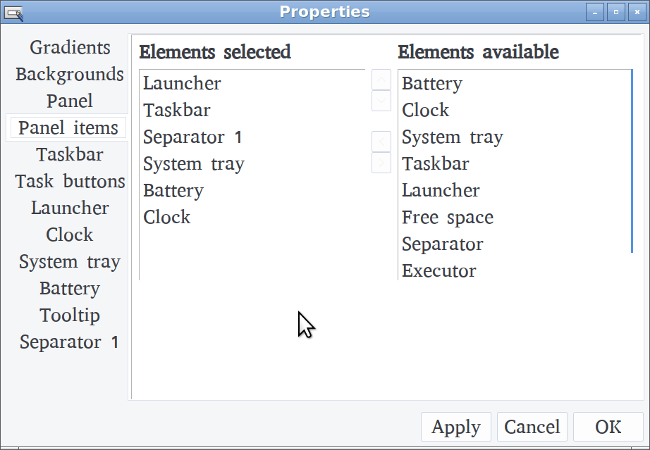 Properties
Gradients
Backgrounds
Panel
Panel items
Taskbar
Task buttons
Launcher
Clock
System tray
Battery
Tooltip
Separator 1
Elements selected
Launcher
Taskbar
Separator 1
System tray
Battery
Clock
Elements available
Battery
Clock
System tray
Taskbar
Launcher
Free space
Separator
Executor
Apply
Cancel
OK